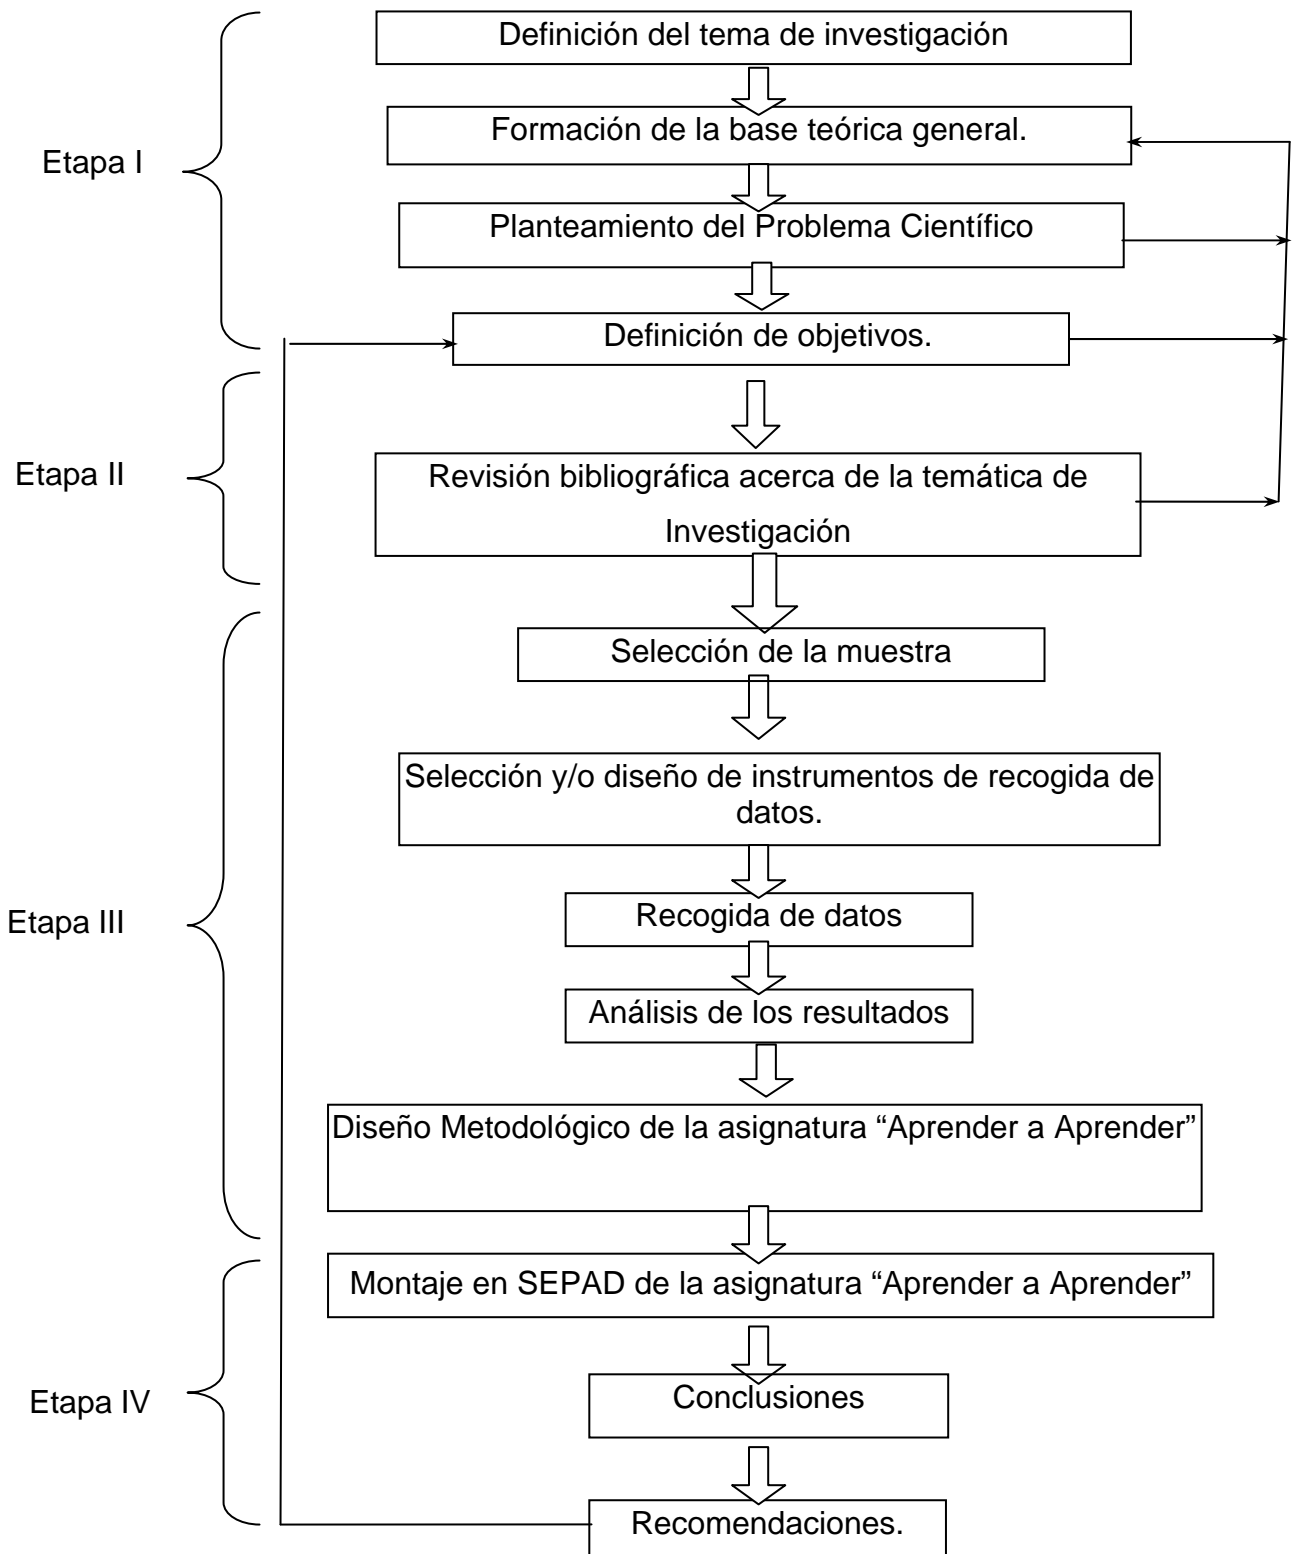 Definición del tema de investigación
Formación de la base teórica general.
Etapa I
Planteamiento del Problema Científico
Definición de objetivos.
Etapa II
Revisión bibliográfica acerca de la temática de
Investigación
Selección de la muestra
Selección y/o diseño de instrumentos de recogida de
datos.
Etapa III
Recogida de datos
Análisis de los resultados
Diseño Metodológico de la asignatura “Aprender a Aprender”
Montaje en SEPAD de la asignatura “Aprender a Aprender”
Etapa IV
Conclusiones
Recomendaciones.